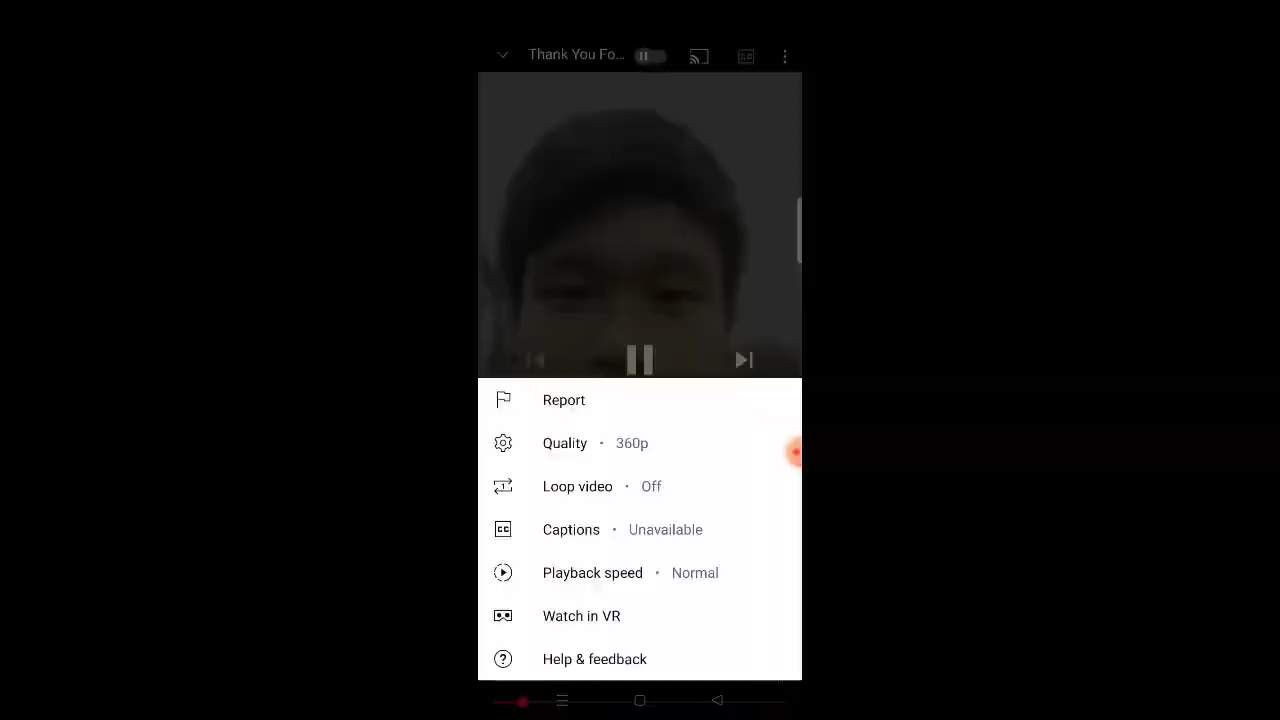 Thank You Fo...
Report
Quality · 360p
Loop video · Off
Captions · Unavailable
Playback speed · Normal
Watch in VR
Help & feedback